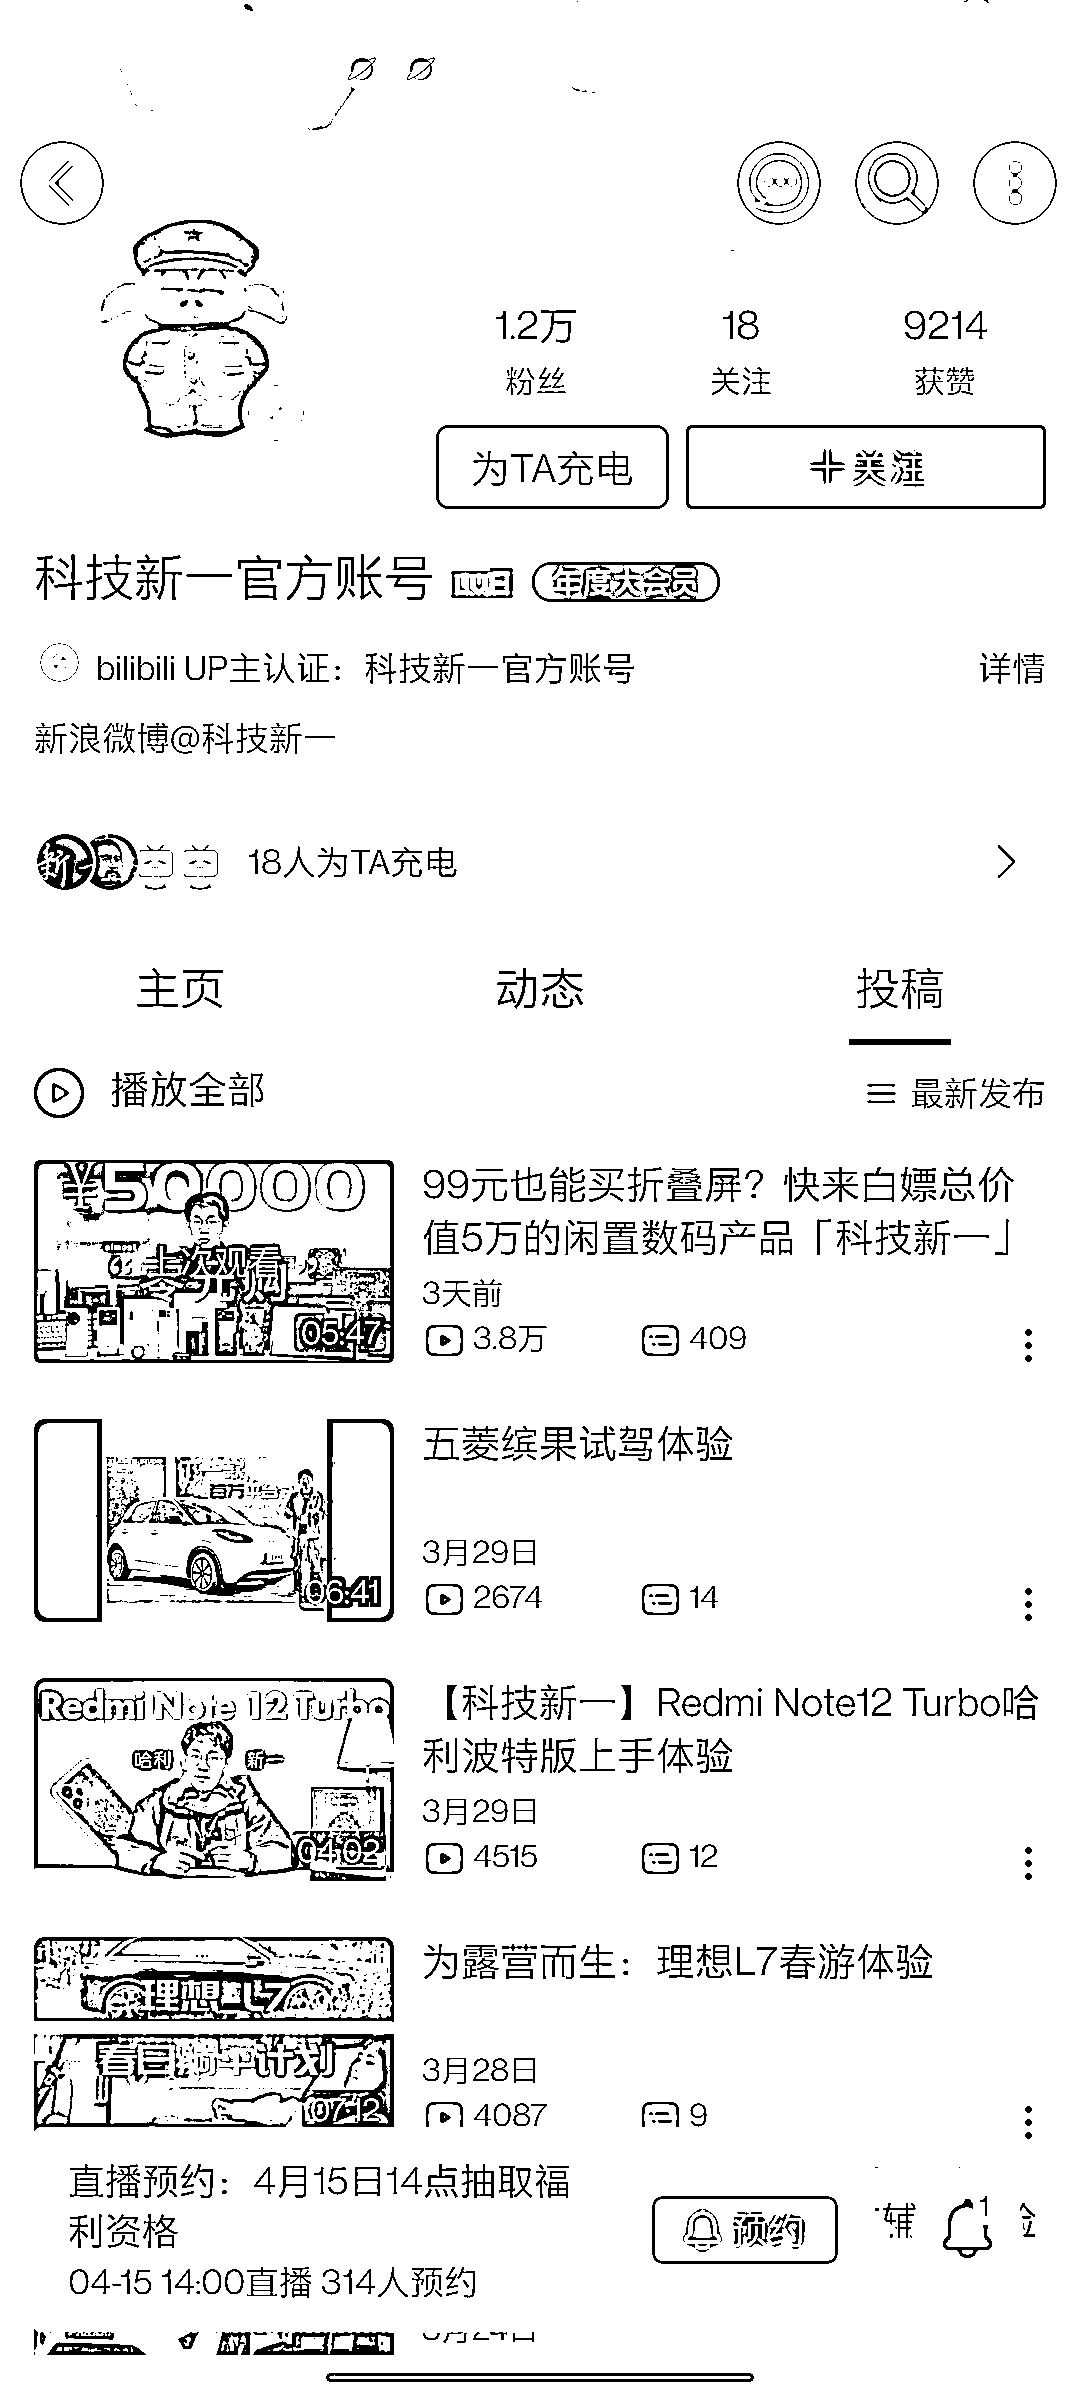 1.2万 18 9214
粉丝 关注 获赞
为TA充电 +关注
科技新一官方账号 年度大会员
bilibili UP主认证：科技新一官方账号 详情
新浪微博@科技新一
18人为TA充电
主页 动态 投稿
播放全部 最新发布
¥50000
上次观看
零元购
05:47
99元也能买折叠屏？快来白嫖总价
值5万的闲置数码产品「科技新一」
3天前
3.8万 409
06:41
五菱缤果试驾体验
3月29日
2674 14
Redmi Note 12 Turbo
哈利 新一
04:02
【科技新一】Redmi Note12 Turbo哈
利波特版上手体验
3月29日
4515 12
理想L7
春日躺平计划
07:12
为露营而生：理想L7春游体验
3月28日
4087 9
直播预约：4月15日14点抽取福
利资格
04-15 14:00直播 314人预约
预约
1
3月24日